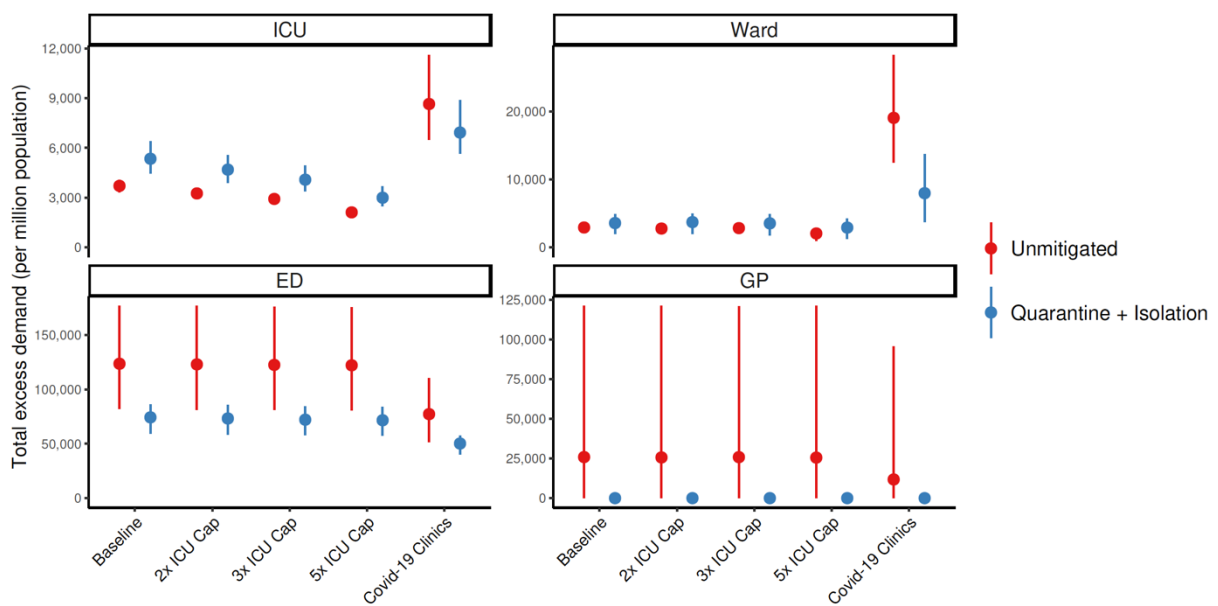 ICU
Ward
Total excess demand (per million population)
12,000
9,000
6,000
3,000
0
20,000
10,000
0
ED
GP
150,000
100,000
50,000
0
125,000
100,000
75,000
50,000
25,000
0
Baseline
2x ICU Cap
3x ICU Cap
5x ICU Cap
Covid-19 Clinics
Baseline
2x ICU Cap
3x ICU Cap
5x ICU Cap
Covid-19 Clinics
Unmitigated
Quarantine + Isolation